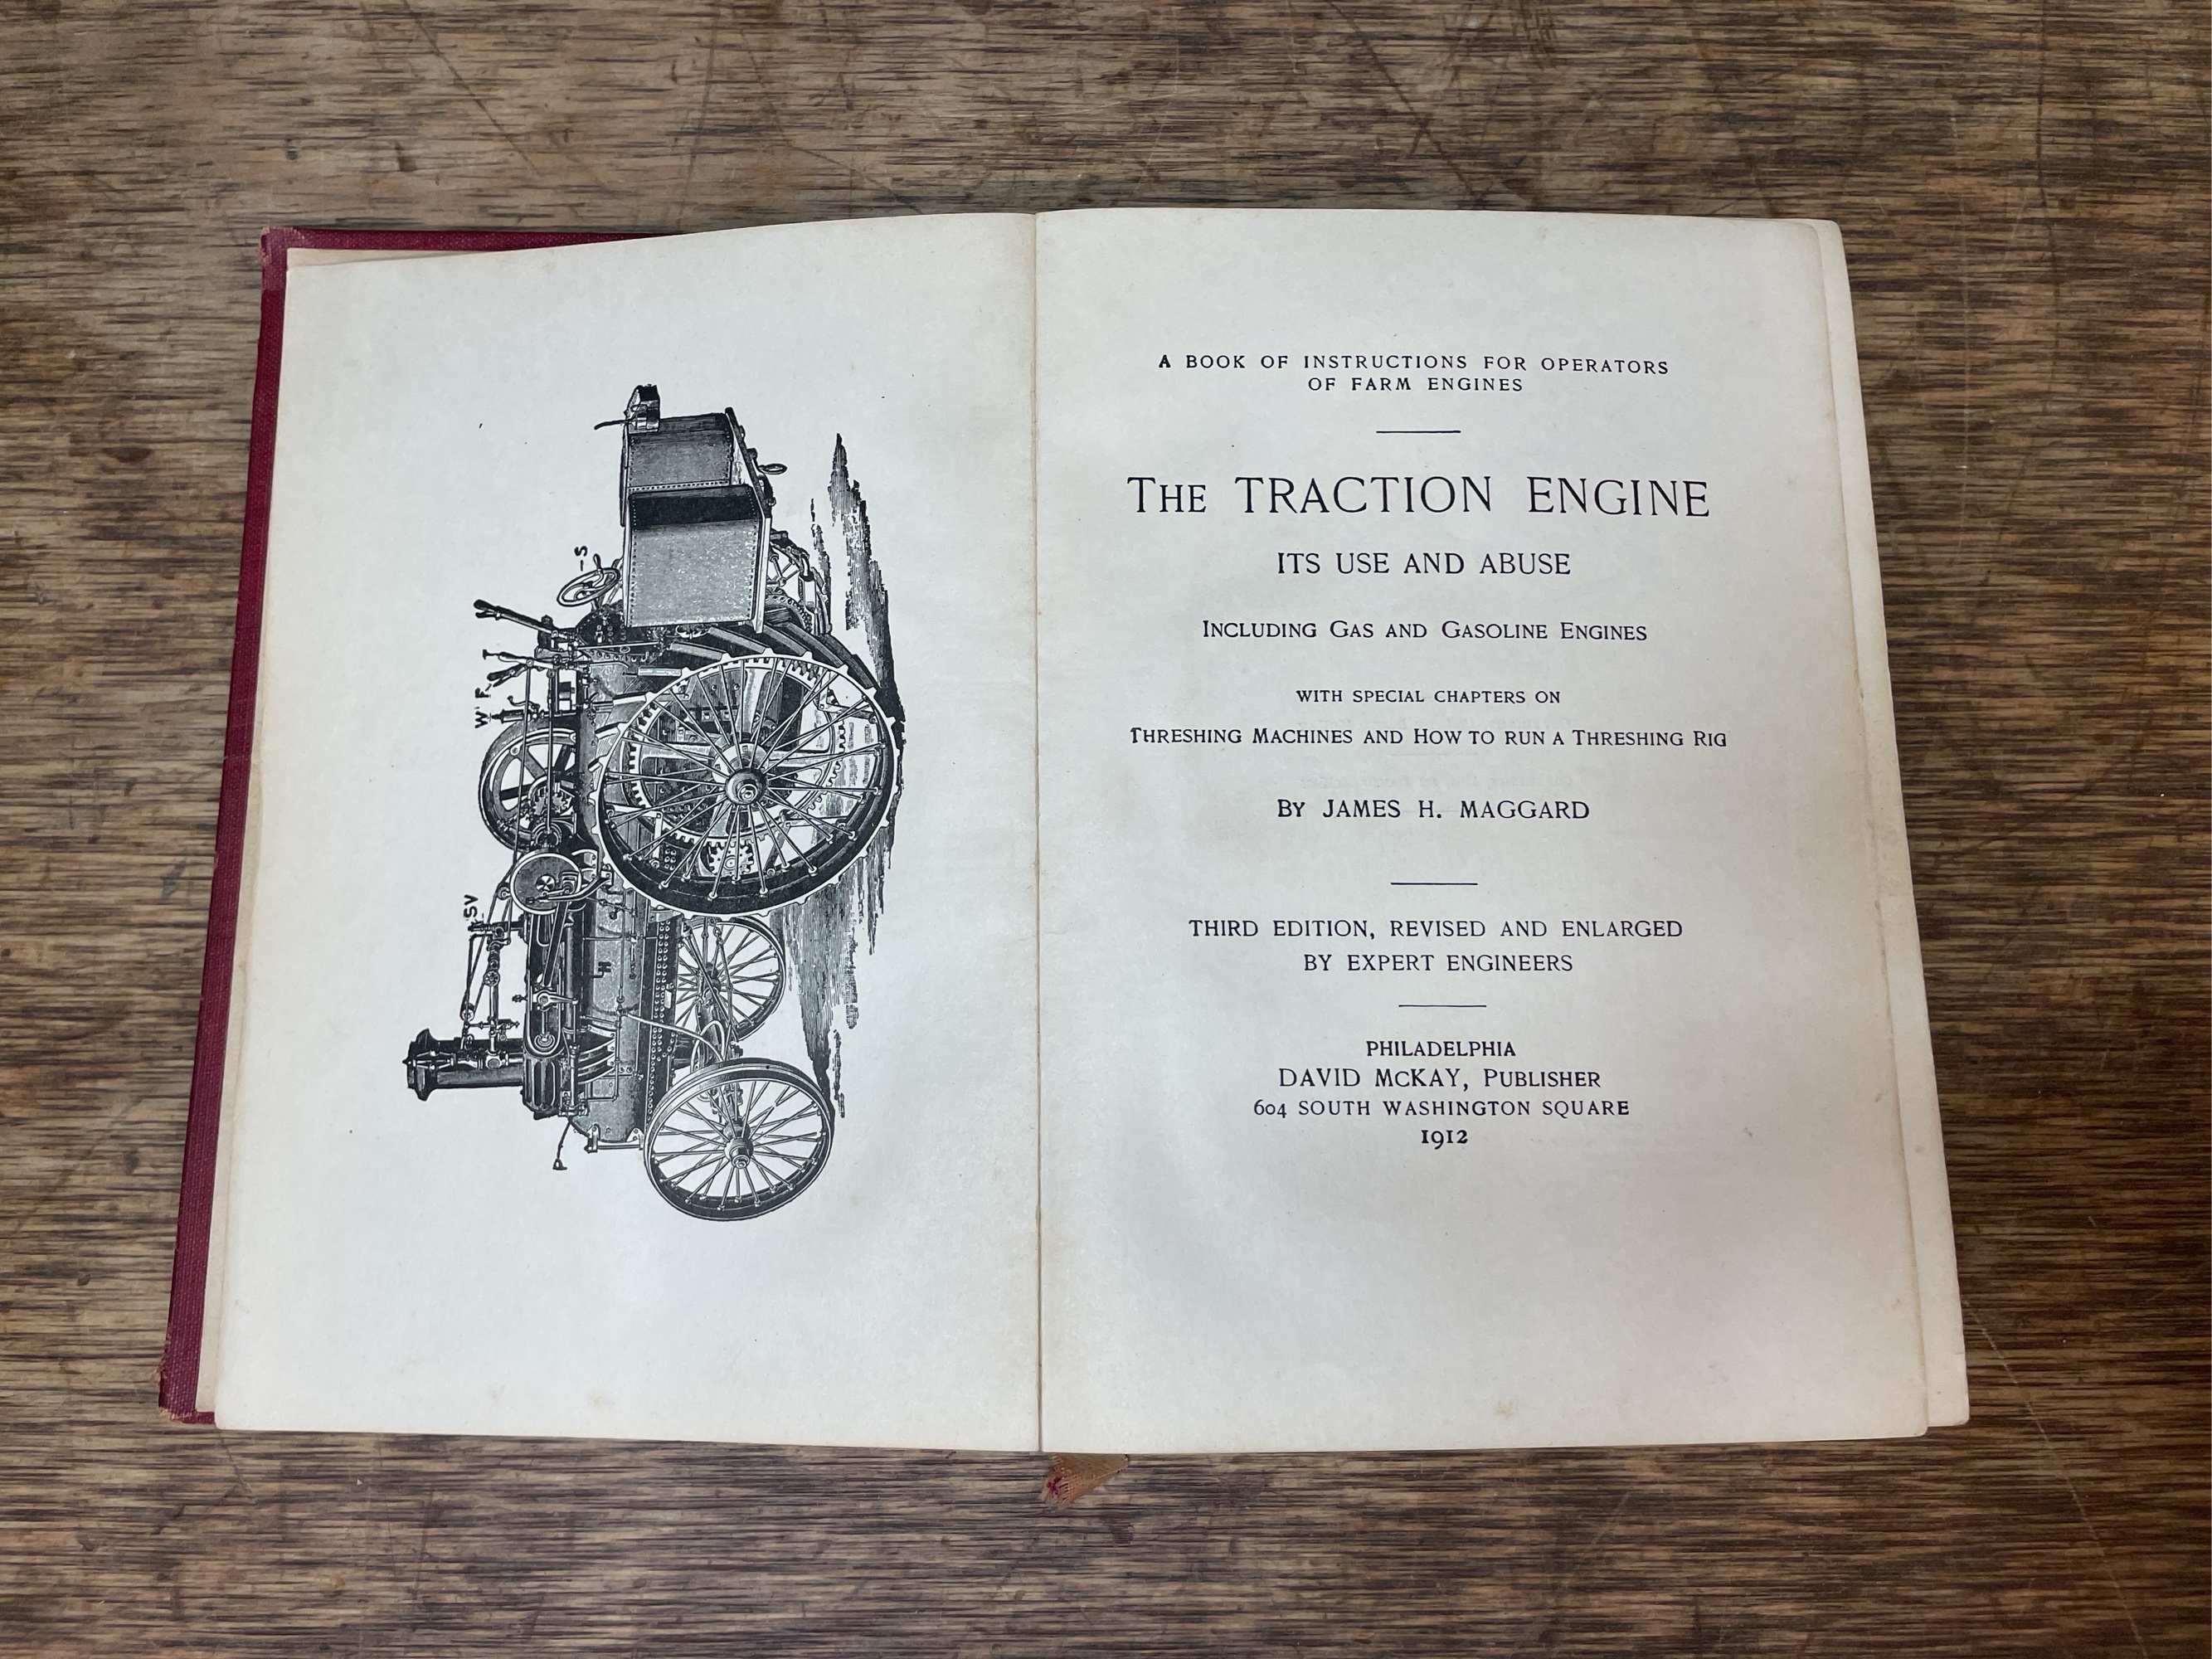 S
F
W
SV
H
A BOOK OF INSTRUCTIONS FOR OPERATORS
OF FARM ENGINES
THE TRACTION ENGINE
ITS USE AND ABUSE
INCLUDING GAS AND GASOLINE ENGINES
WITH SPECIAL CHAPTERS ON
THRESHING MACHINES AND HOW TO RUN A THRESHING RIG
BY JAMES H. MAGGARD
THIRD EDITION, REVISED AND ENLARGED
BY EXPERT ENGINEERS
PHILADELPHIA
DAVID McKAY, PUBLISHER
604 SOUTH WASHINGTON SQUARE
1912